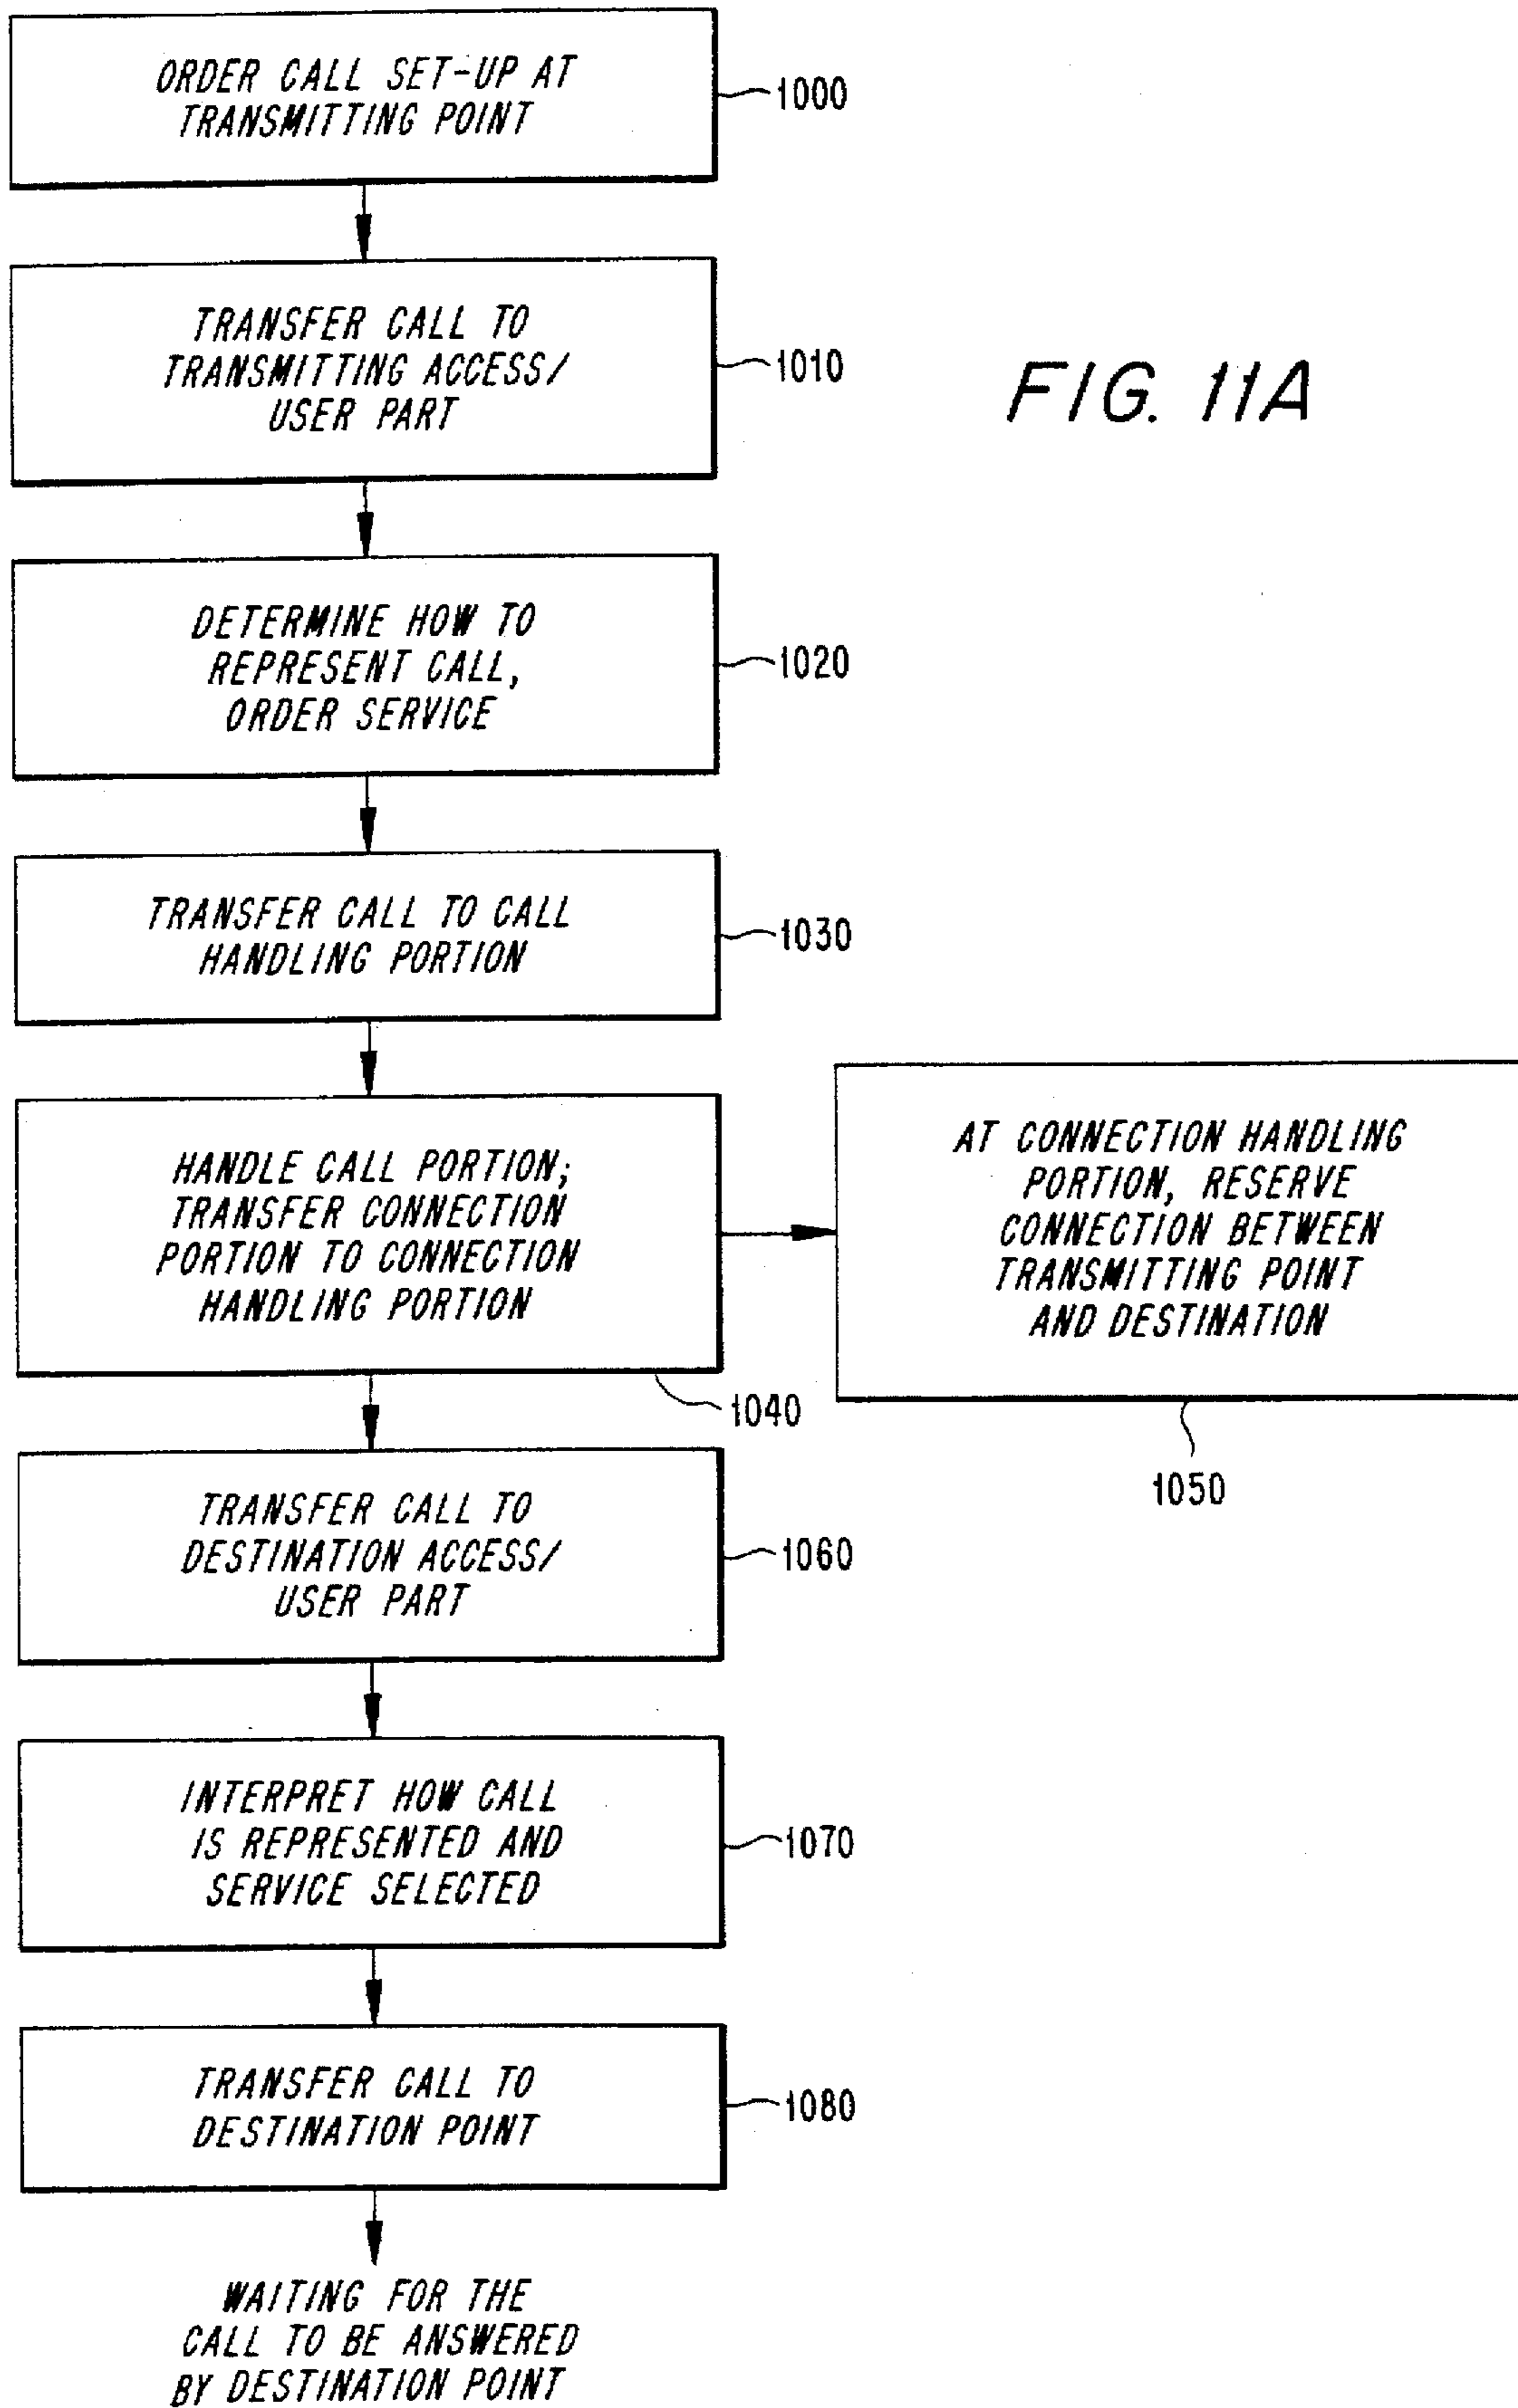 ORDER CALL SET-UP AT
TRANSMITTING POINT
1000
TRANSFER CALL TO
TRANSMITTING ACCESS/
USER PART
1010
FIG. 11A
DETERMINE HOW TO
REPRESENT CALL,
ORDER SERVICE
1020
TRANSFER CALL TO CALL
HANDLING PORTION
1030
HANDLE CALL PORTION;
TRANSFER CONNECTION
PORTION TO CONNECTION
HANDLING PORTION
1040
AT CONNECTION HANDLING
PORTION, RESERVE
CONNECTION BETWEEN
TRANSMITTING POINT
AND DESTINATION
1050
TRANSFER CALL TO
DESTINATION ACCESS/
USER PART
1060
INTERPRET HOW CALL
IS REPRESENTED AND
SERVICE SELECTED
1070
TRANSFER CALL TO
DESTINATION POINT
1080
WAITING FOR THE
CALL TO BE ANSWERED
BY DESTINATION POINT